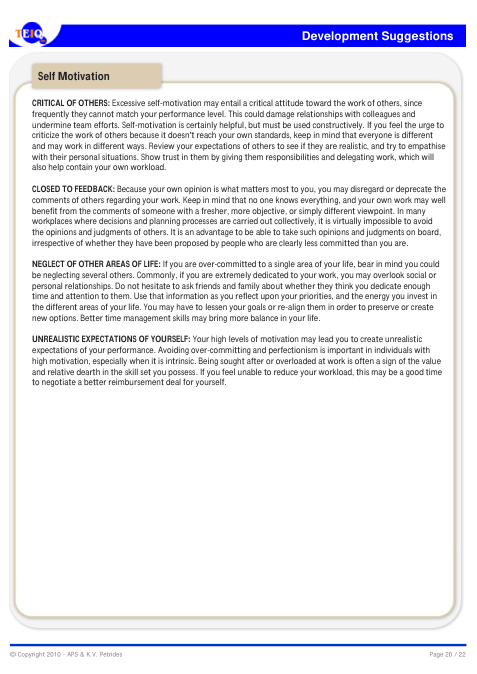 TEIQ
Development Suggestions
Self Motivation
CRITICAL OF OTHERS: Excessive self-motivation may entail a critical attitude toward the work of others, since
frequently they cannot match your performance level. This could damage relationships with colleagues and
undermine team efforts. Self-motivation is certainly helpful, but must be used constructively. If you feel the urge to
criticize the work of others because it doesn't reach your own standards, keep in mind that everyone is different
and may work in different ways. Review your expectations of others to see if they are realistic, and try to empathise
with their personal situations. Show trust in them by giving them responsibilities and delegating work, which will
also help contain your own workload.
CLOSED TO FEEDBACK: Because your own opinion is what matters most to you, you may disregard or deprecate the
comments of others regarding your work. Keep in mind that no one knows everything, and your own work may well
benefit from the comments of someone with a fresher, more objective, or simply different viewpoint. In many
workplaces where decisions and planning processes are carried out collectively, it is virtually impossible to avoid
the opinions and judgments of others. It is an advantage to be able to take such opinions and judgments on board,
irrespective of whether they have been proposed by people who are clearly less committed than you are.
NEGLECT OF OTHER AREAS OF LIFE: If you are over-committed to a single area of your life, bear in mind you could
be neglecting several others. Commonly, if you are extremely dedicated to your work, you may overlook social or
personal relationships. Do not hesitate to ask friends and family about whether they think you dedicate enough
time and attention to them. Use that information as you reflect upon your priorities, and the energy you invest in
the different areas of your life. You may have to lessen your goals or re-align them in order to preserve or create
new options. Better time management skills may bring more balance in your life.
UNREALISTIC EXPECTATIONS OF YOURSELF: Your high levels of motivation may lead you to create unrealistic
expectations of your performance. Avoiding over-committing and perfectionism is important in individuals with
high motivation, especially when it is intrinsic. Being sought after or overloaded at work is often a sign of the value
and relative dearth in the skill set you possess. If you feel unable to reduce your workload, this may be a good time
to negotiate a better reimbursement deal for yourself.
© Copyright 2010 - APS & K.V. Petrides
Page 20 / 22